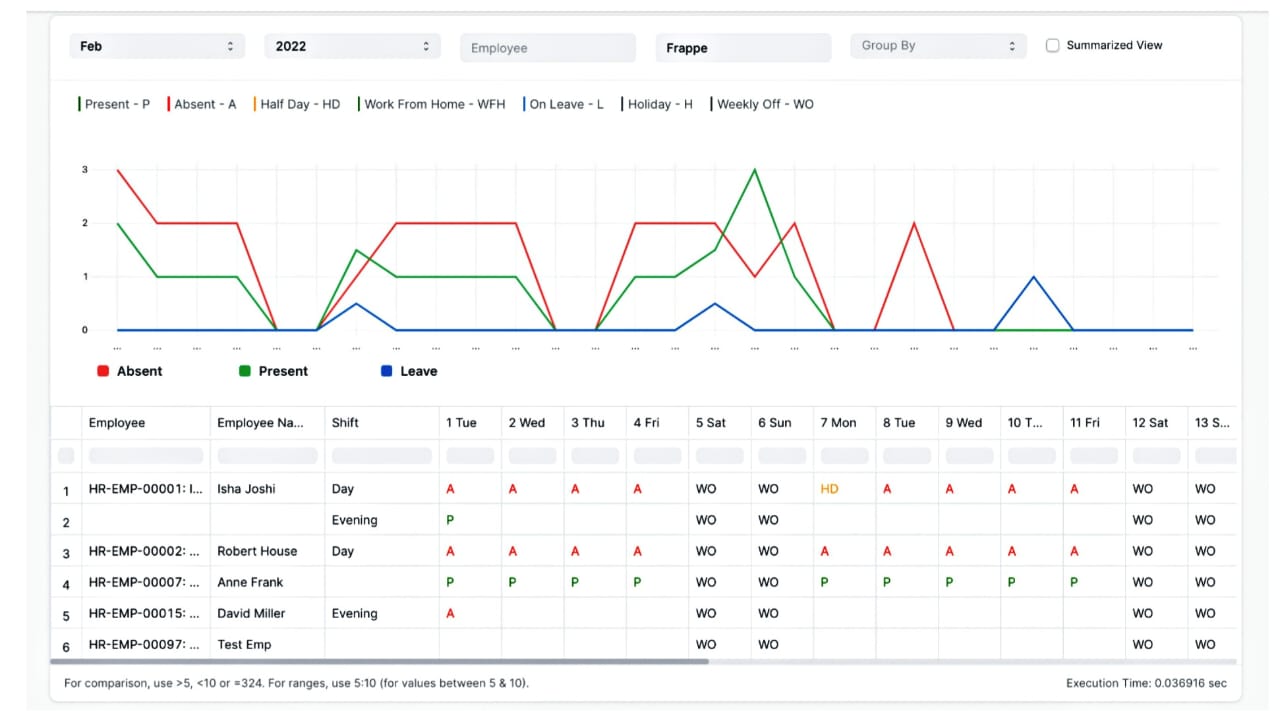 Feb 2022 Employee Frappe Group By Summarized View
Present - P Absent - A Half Day - HD Work From Home - WFH On Leave - L Holiday - H Weekly Off - WO
3
2
1
0
... ... ... ... ... ... ... ... ... ... ... ... ... ... ... ... ... ... ... ... ... ... ... ... ... ... ... ...
Absent Present Leave
Employee Employee Na... Shift 1 Tue 2 Wed 3 Thu 4 Fri 5 Sat 6 Sun 7 Mon 8 Tue 9 Wed 10 T... 11 Fri 12 Sat 13 S...
1 HR-EMP-00001: I... Isha Joshi Day A A A A WO WO HD A A A A WO WO
2 Evening P WO WO WO WO
3 HR-EMP-00002: ... Robert House Day A A A A WO WO A A A A A WO WO
4 HR-EMP-00007: ... Anne Frank P P P P WO WO P P P P P WO WO
5 HR-EMP-00015: ... David Miller Evening A WO WO WO WO
6 HR-EMP-00097: ... Test Emp WO WO WO WO
For comparison, use >5, <10 or =324. For ranges, use 5:10 (for values between 5 & 10). Execution Time: 0.036916 sec